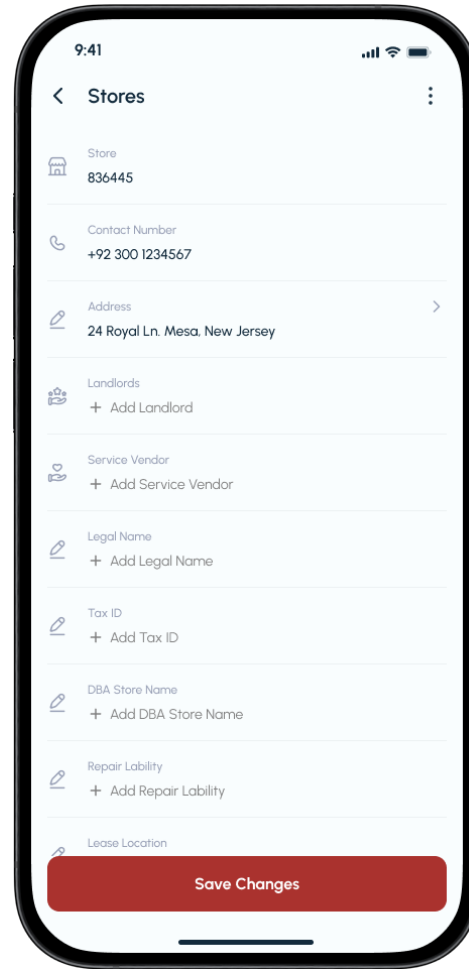 9:41
Stores
Store
836445
Contact Number
+92 300 1234567
Address
24 Royal Ln. Mesa, New Jersey
Landlords
+ Add Landlord
Service Vendor
+ Add Service Vendor
Legal Name
+ Add Legal Name
Tax ID
+ Add Tax ID
DBA Store Name
+ Add DBA Store Name
Repair Lability
+ Add Repair Lability
Lease Location
Save Changes